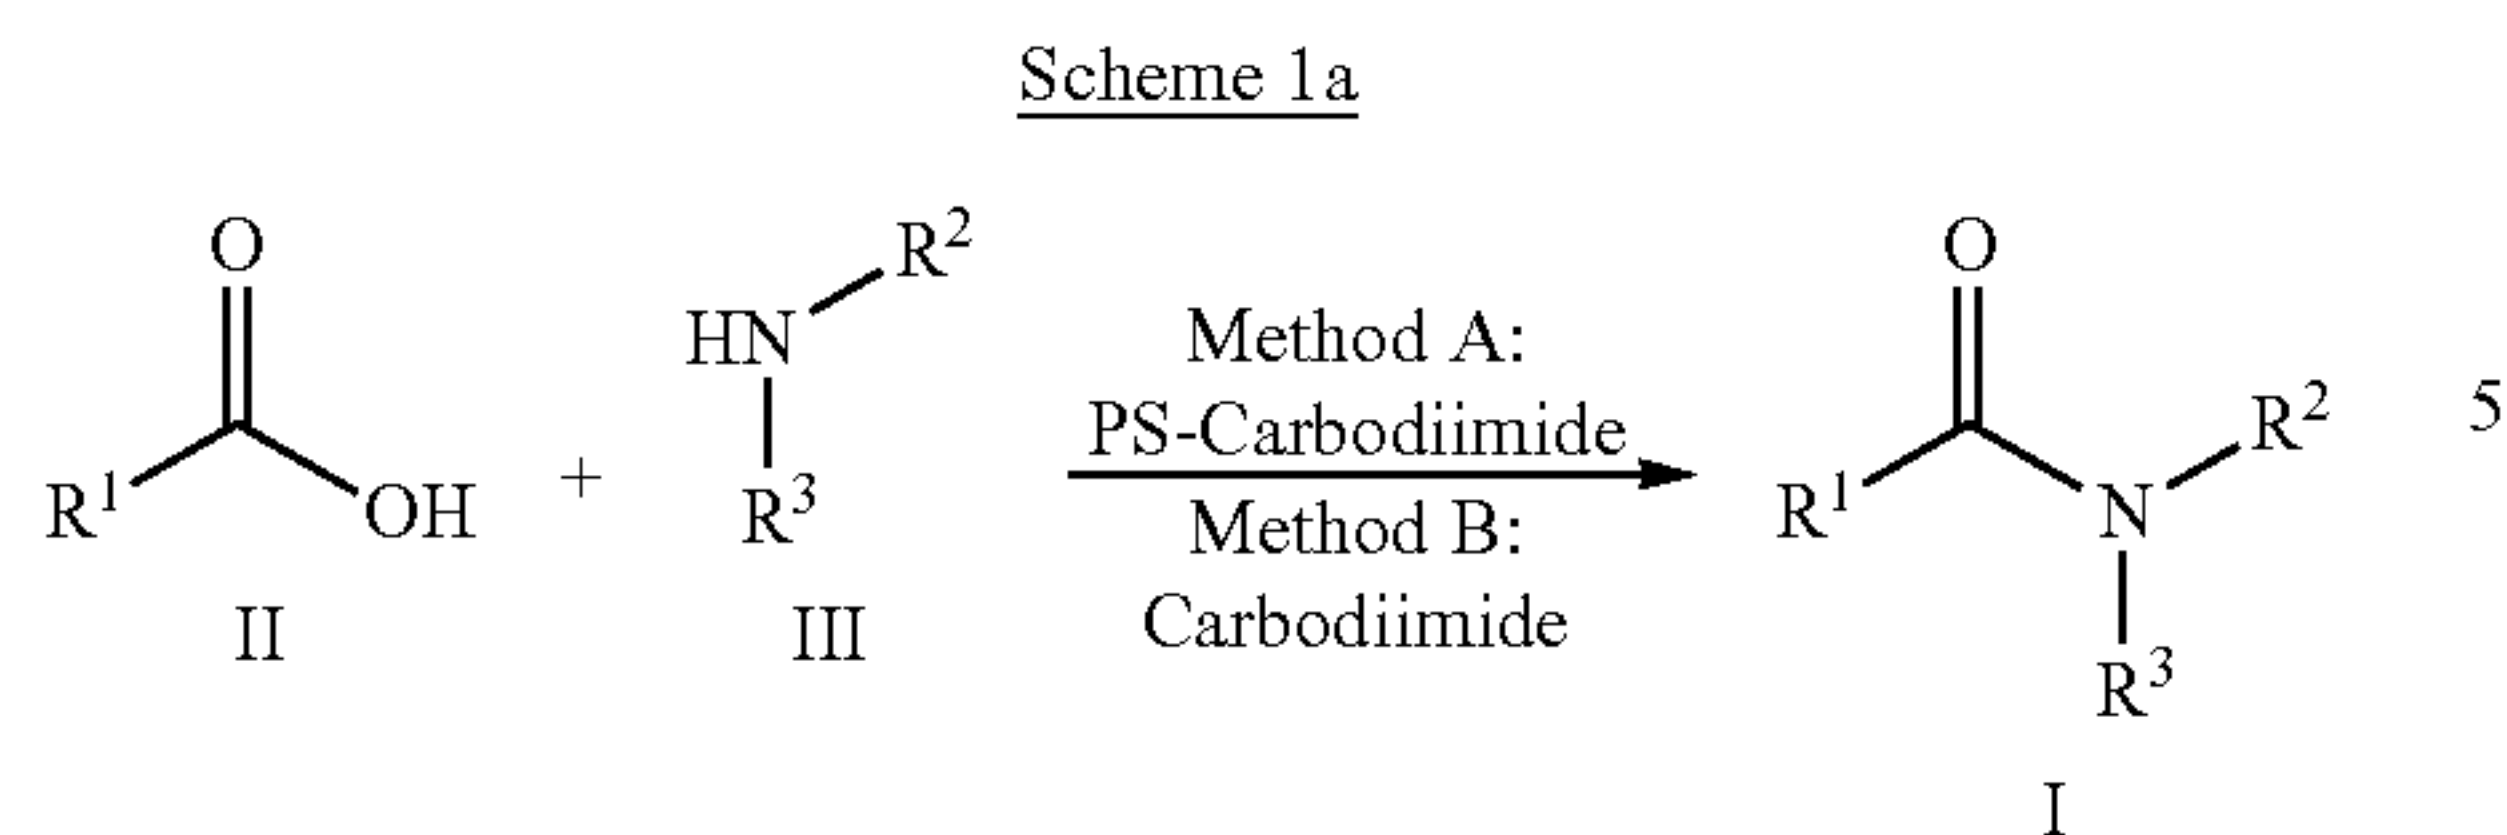 Scheme 1a
O
R¹
OH
II
+
HN
R²
R³
III
Method A:
PS-Carbodiimide
Method B:
Carbodiimide
O
R¹
N
R²
R³
I
5